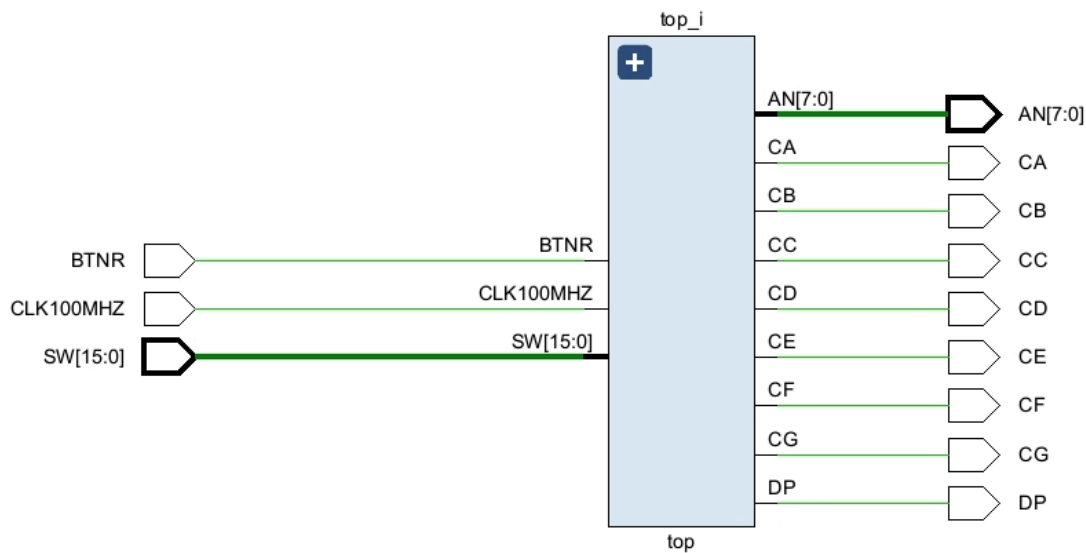 top_i
AN[7:0] AN[7:0]
CA CA
CB CB
BTNR BTNR CC CC
CLK100MHZ CLK100MHZ CD CD
SW[15:0] SW[15:0] CE CE
CF CF
CG CG
DP DP
top